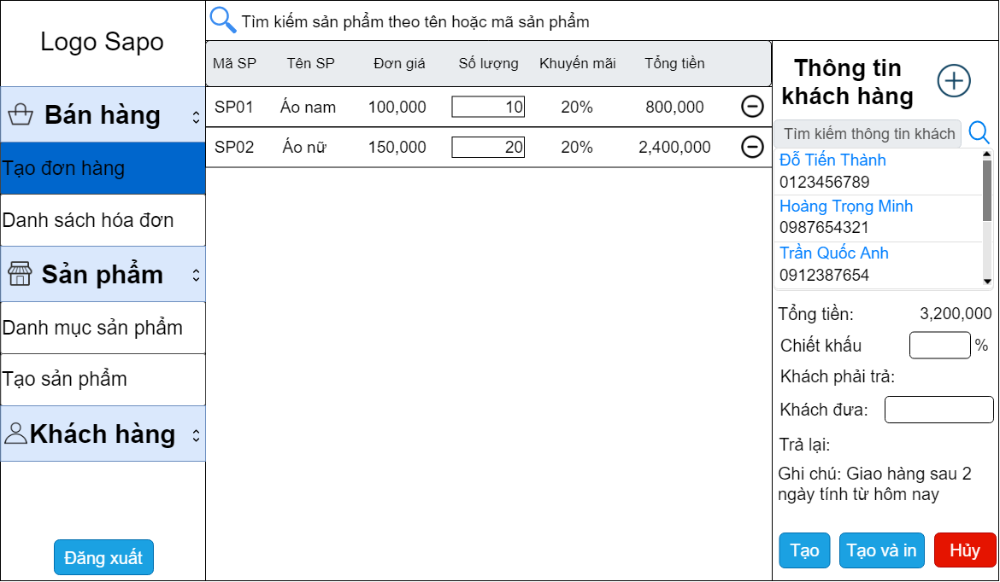 Logo Sapo
Bán hàng
Tạo đơn hàng
Danh sách hóa đơn
Sản phẩm
Danh mục sản phẩm
Tạo sản phẩm
Khách hàng
Đăng xuất
Tìm kiếm sản phẩm theo tên hoặc mã sản phẩm
Mã SP Tên SP Đơn giá Số lượng Khuyến mãi Tổng tiền
SP01 Áo nam 100,000 10 20% 800,000
SP02 Áo nữ 150,000 20 20% 2,400,000
Thông tin
khách hàng
Tìm kiếm thông tin khách
Đỗ Tiến Thành
0123456789
Hoàng Trọng Minh
0987654321
Trần Quốc Anh
0912387654
Tổng tiền: 3,200,000
Chiết khấu %
Khách phải trả:
Khách đưa:
Trả lại:
Ghi chú: Giao hàng sau 2
ngày tính từ hôm nay
Tạo Tạo và in Hủy